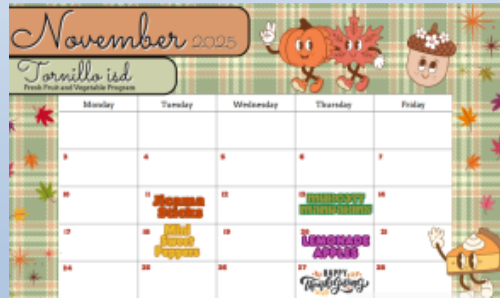 November 2025
Tornillo isd
Fresh Fruit and Vegetable Program
Monday Tuesday Wednesday Thursday Friday
3 4 5 6 7
10 11 12 13 14
Jicama
Sticks
17 18 19 20 21
Mini
Sweet
Peppers
LEMONADE
APPLES
24 25 26 27 28
HAPPY
Thanksgiving